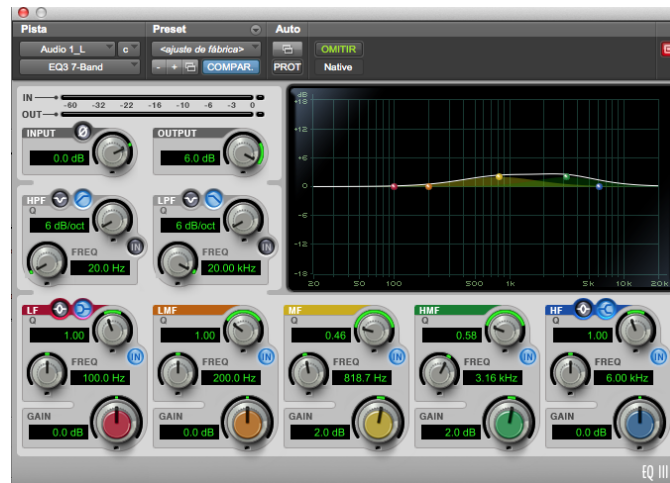 Pista Preset Auto
Audio 1_L c <ajuste de fábrica> OMITIR
EQ3 7-Band - + COMPAR. PROT Native
IN
-60 -32 -22 -16 -10 -6 -3 0
OUT
INPUT Ø OUTPUT
0.0 dB 6.0 dB
HPF LPF
Q Q
6 dB/oct 6 dB/oct
IN IN
FREQ FREQ
20.0 Hz 20.00 kHz
dB
+18
+12
+6
0
-6
-12
-18
20 50 100 500 1k 5k 10k 20k
LF LMF MF HMF HF
Q Q Q Q Q
1.00 1.00 0.46 0.58 1.00
IN IN IN IN IN
FREQ FREQ FREQ FREQ FREQ
100.0 Hz 200.0 Hz 818.7 Hz 3.16 kHz 6.00 kHz
GAIN GAIN GAIN GAIN GAIN
0.0 dB 0.0 dB 2.0 dB 2.0 dB 0.0 dB
EQ III